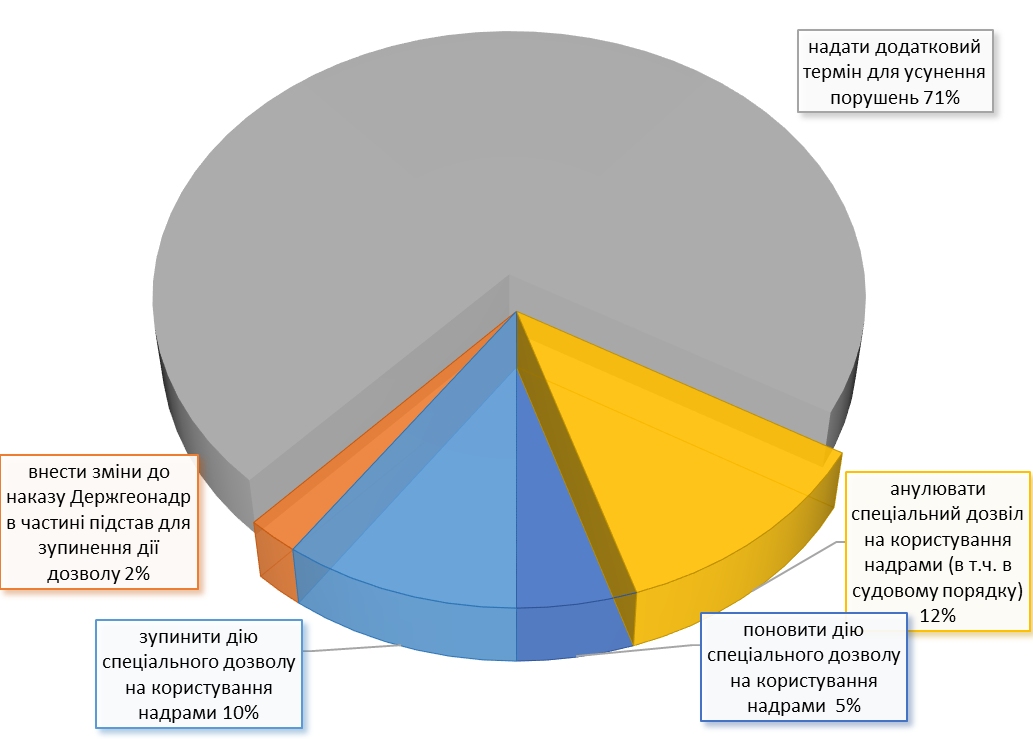 надати додатковий
термін для усунення
порушень 71%
внести зміни до
наказу Держгеонадр
в частині підстав для
зупинення дії
дозволу 2%
анулювати
спеціальний дозвіл
на користування
надрами (в т.ч. в
судовому порядку)
12%
зупинити дію
спеціального дозволу
на користування
надрами 10%
поновити дію
спеціального дозволу
на користування
надрами 5%